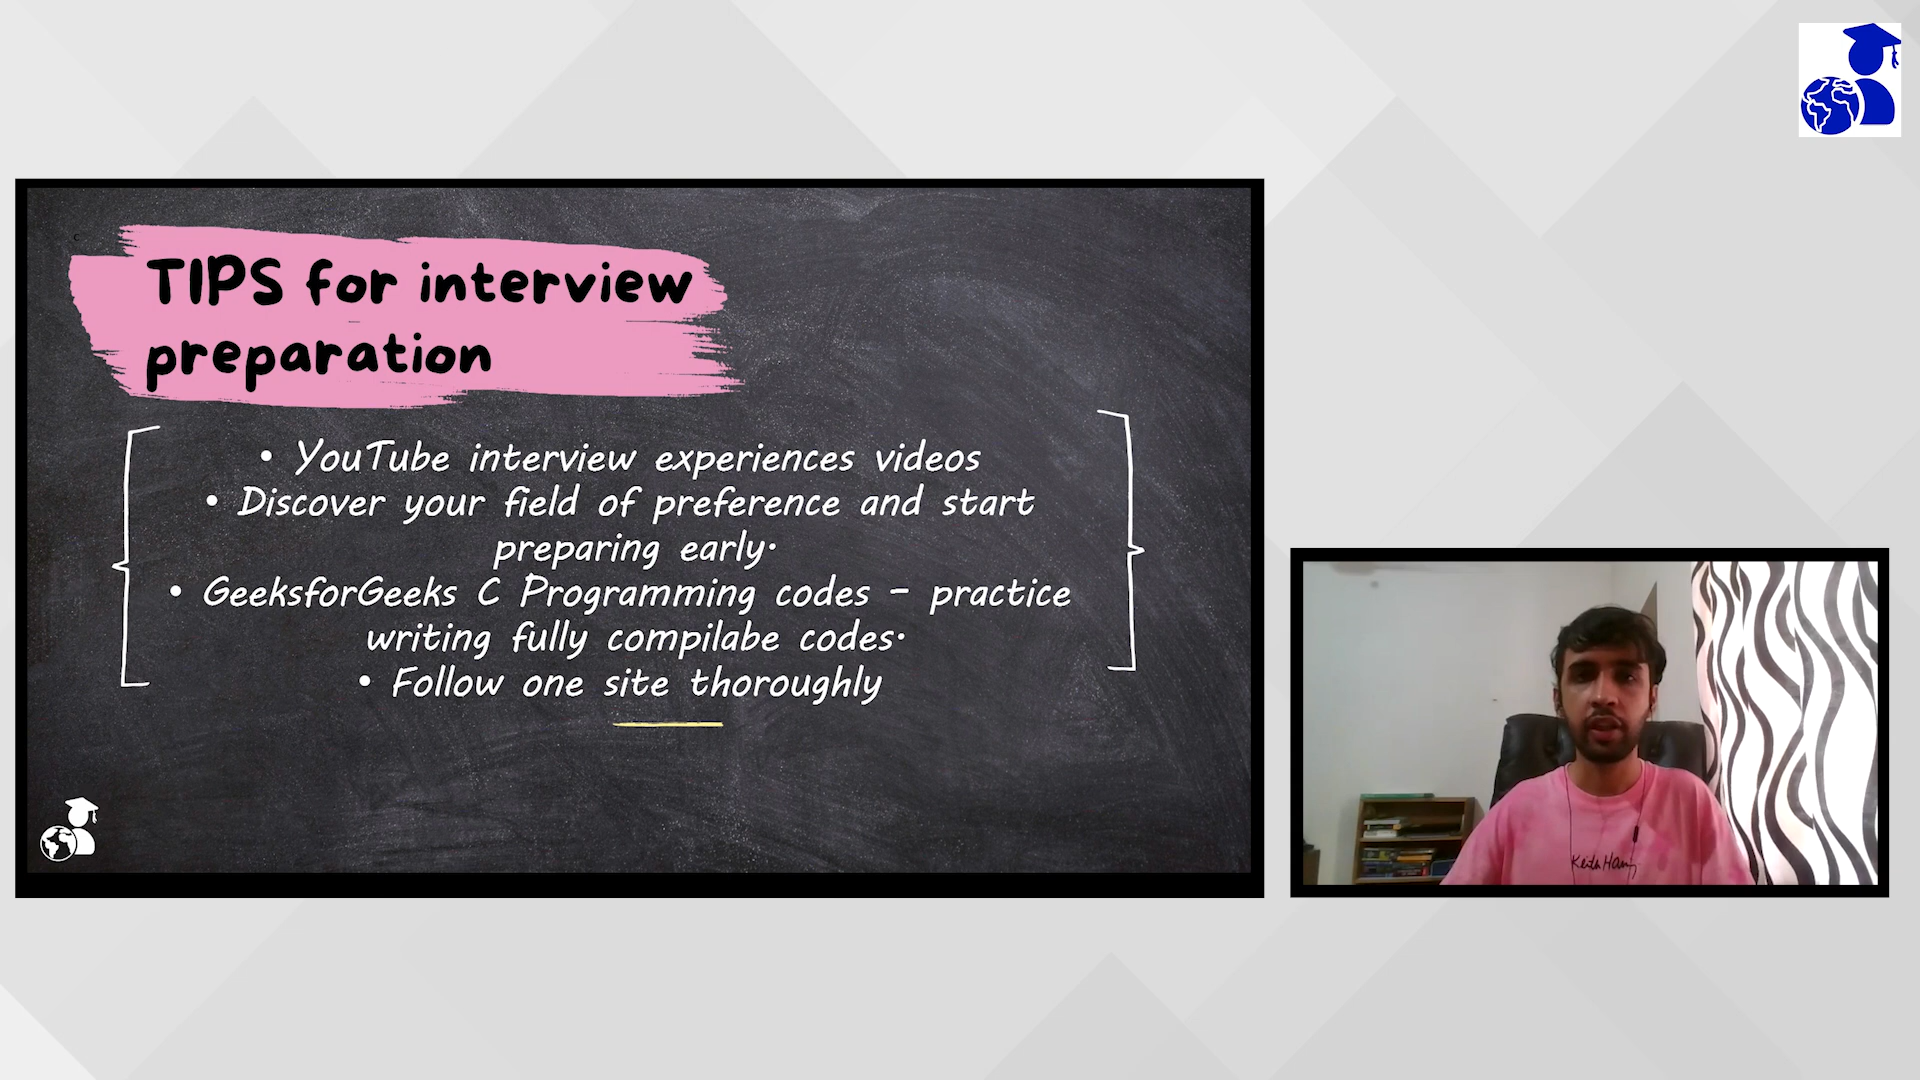 TIPS for interview
preparation
• YouTube interview experiences videos
• Discover your field of preference and start
preparing early.
• GeeksforGeeks C Programming codes - practice
writing fully compilabe codes.
• Follow one site thoroughly